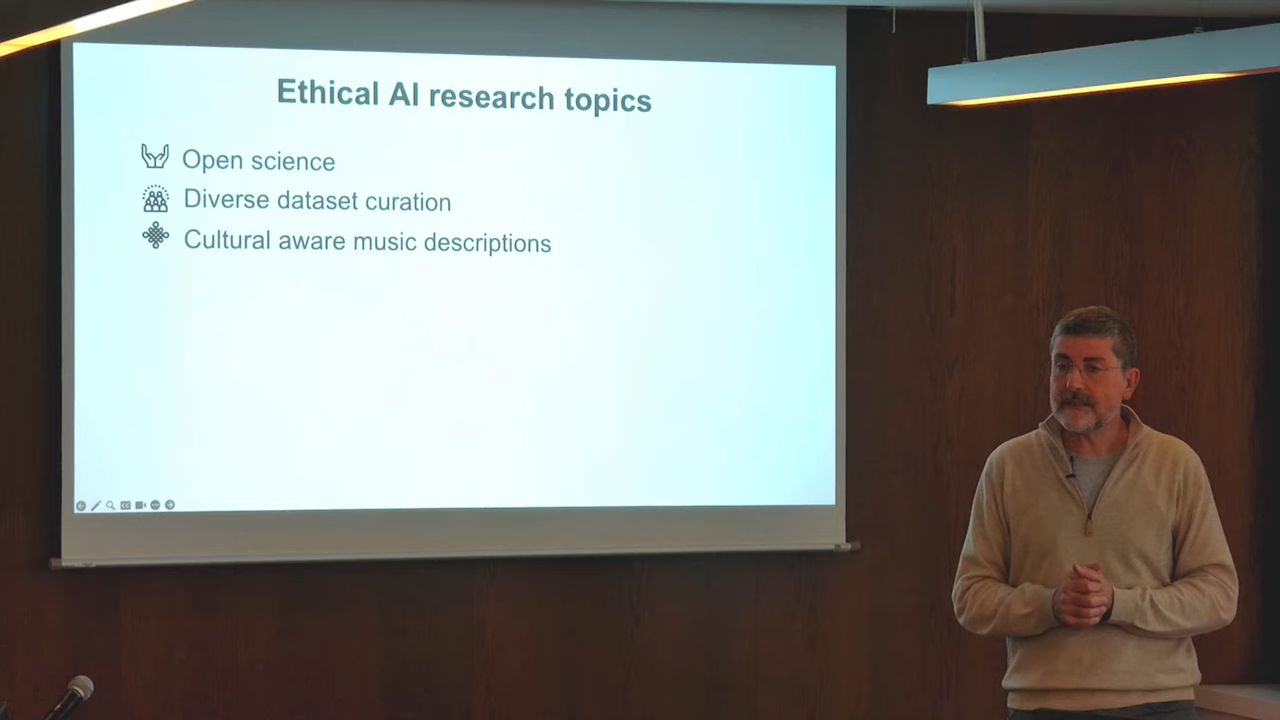 Ethical AI research topics
Open science
Diverse dataset curation
Cultural aware music descriptions